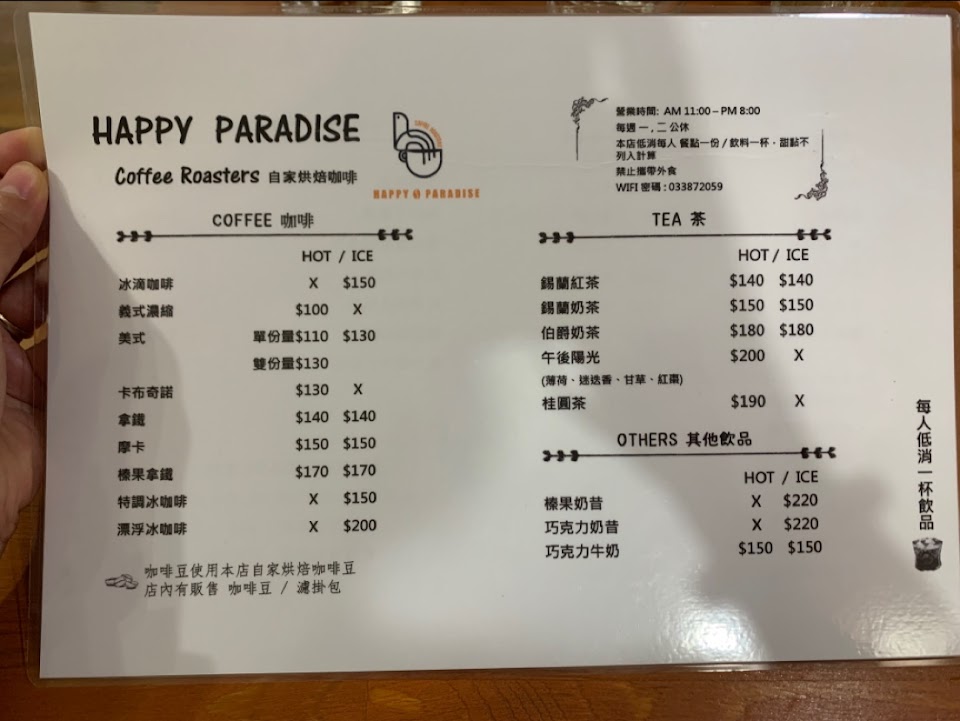 HAPPY PARADISE
Coffee Roasters 自家烘焙咖啡
COFFEE ROASTERS
HAPPY PARADISE
營業時間: AM 11:00 – PM 8:00
每週 一 , 二 公休
本店低消每人 餐點一份 / 飲料一杯，甜點不
列入計算
禁止攜帶外食
WIFI 密碼 : 033872059
COFFEE 咖啡
HOT / ICE
冰滴咖啡 X $150
義式濃縮 $100 X
美式 單份量$110 $130
雙份量$130
卡布奇諾 $130 X
拿鐵 $140 $140
摩卡 $150 $150
榛果拿鐵 $170 $170
特調冰咖啡 X $150
漂浮冰咖啡 X $200
咖啡豆使用本店自家烘焙咖啡豆
店內有販售 咖啡豆 / 濾掛包
TEA 茶
HOT / ICE
錫蘭紅茶 $140 $140
錫蘭奶茶 $150 $150
伯爵奶茶 $180 $180
午後陽光 $200 X
(薄荷、迷迭香、甘草、紅棗)
桂圓茶 $190 X
OTHERS 其他飲品
HOT / ICE
榛果奶昔 X $220
巧克力奶昔 X $220
巧克力牛奶 $150 $150
每人低消一杯飲品